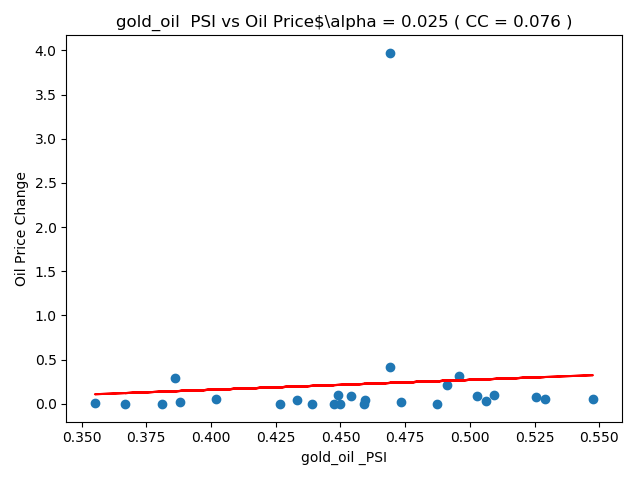 gold_oil  PSI vs Oil Price$\alpha = 0.025 ( CC = 0.076 )
Oil Price Change
4.0
3.5
3.0
2.5
2.0
1.5
1.0
0.5
0.0
0.350 0.375 0.400 0.425 0.450 0.475 0.500 0.525 0.550
gold_oil _PSI